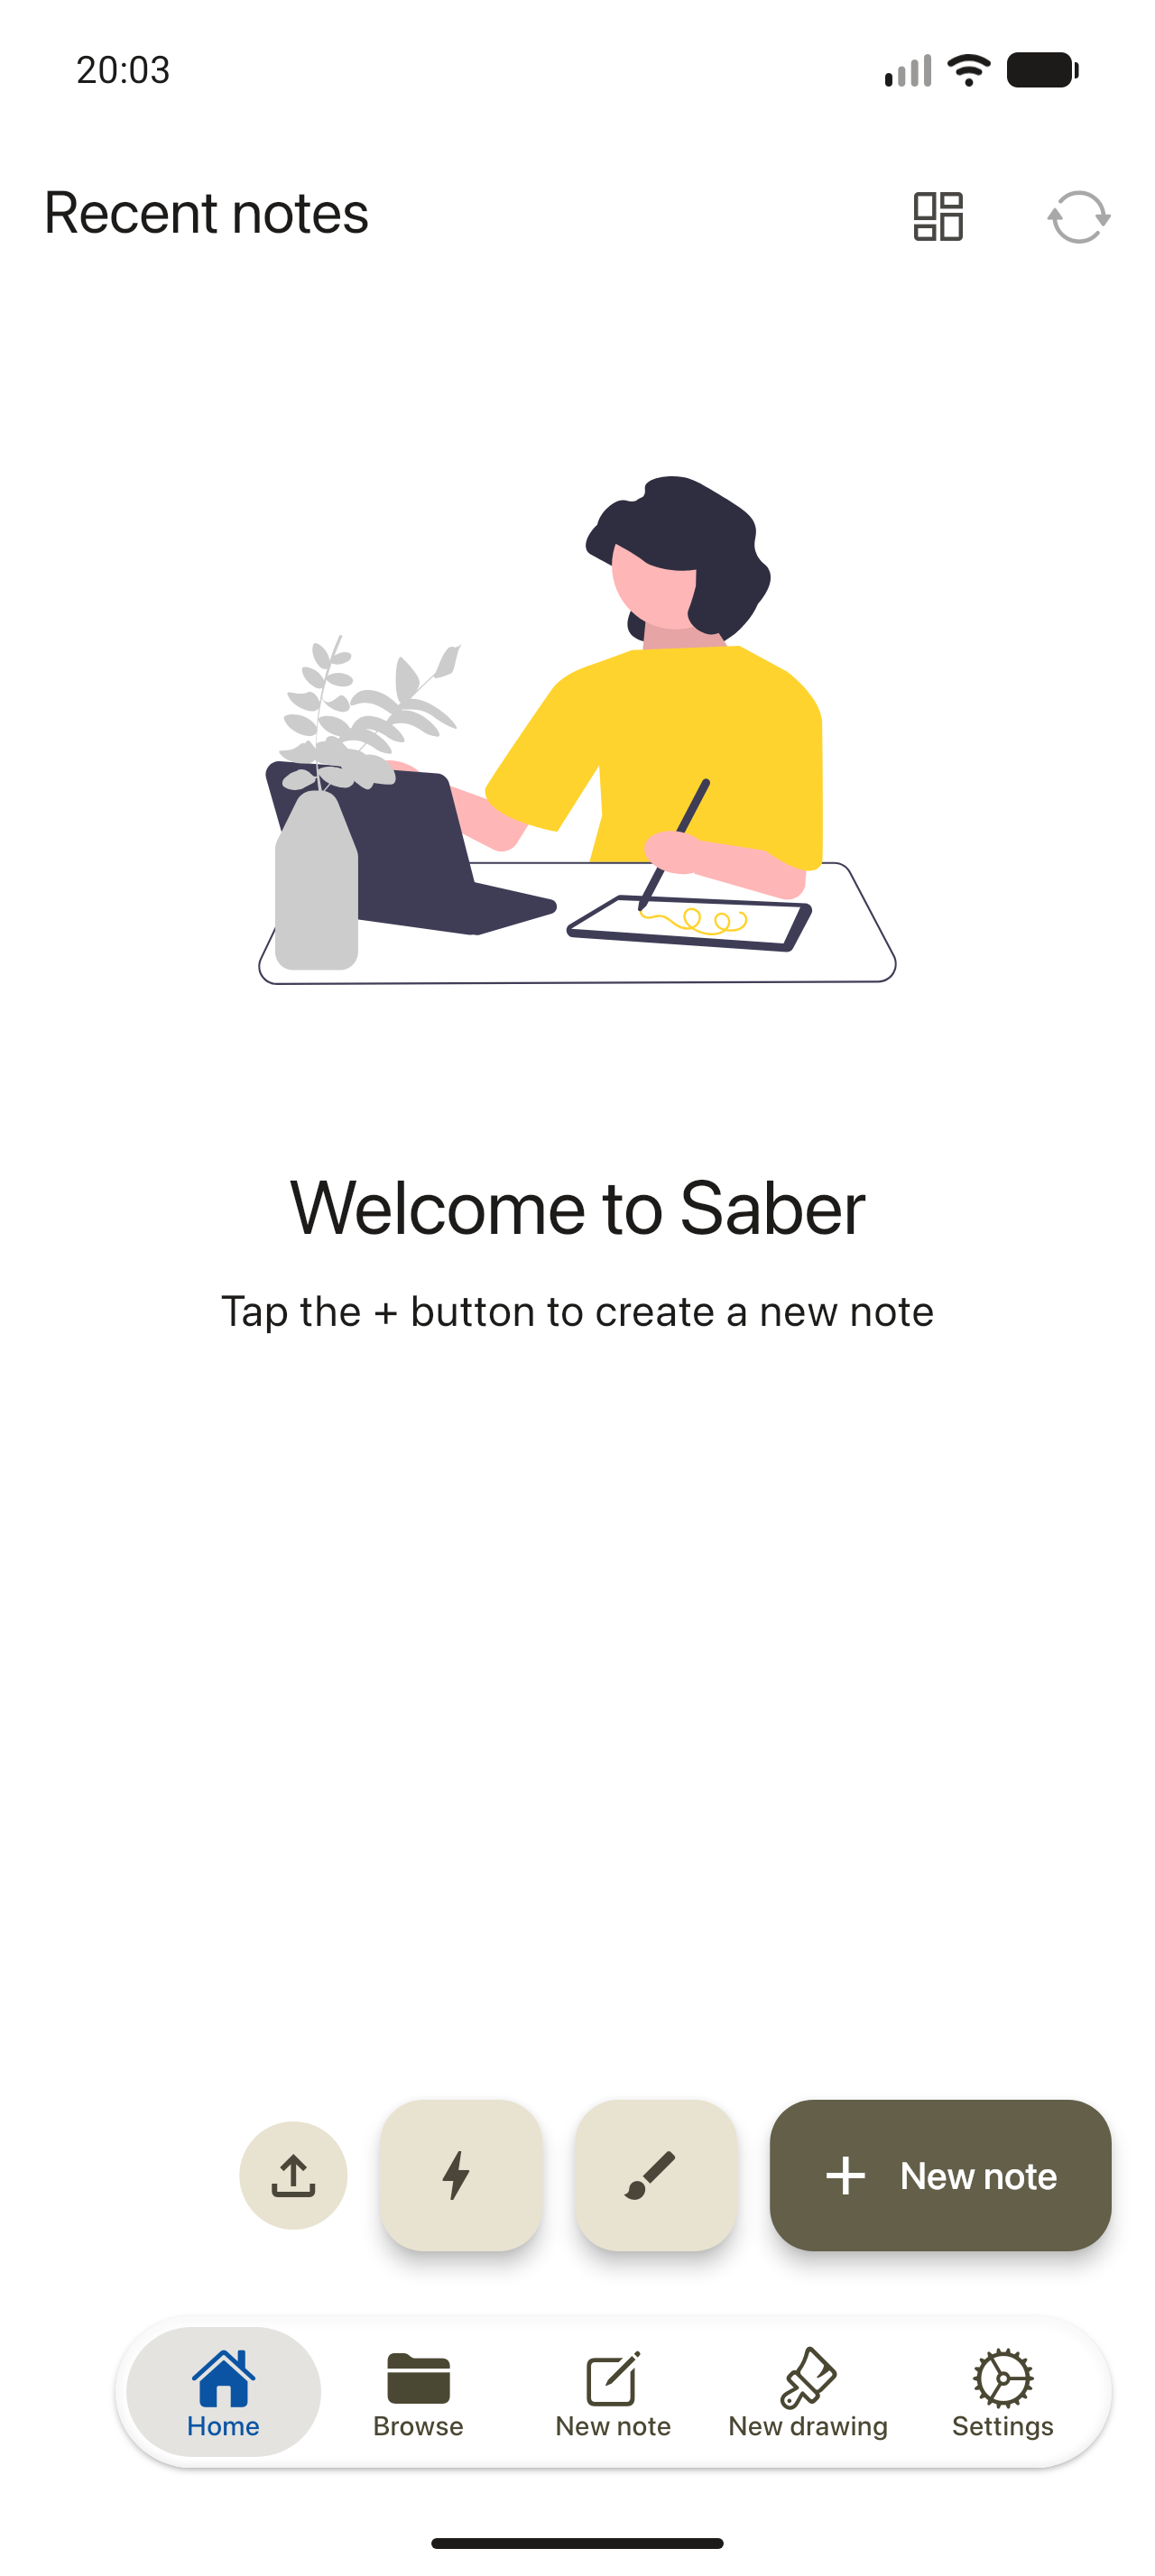 20:03
Recent notes
Welcome to Saber
Tap the + button to create a new note
New note
Home
Browse
New note
New drawing
Settings